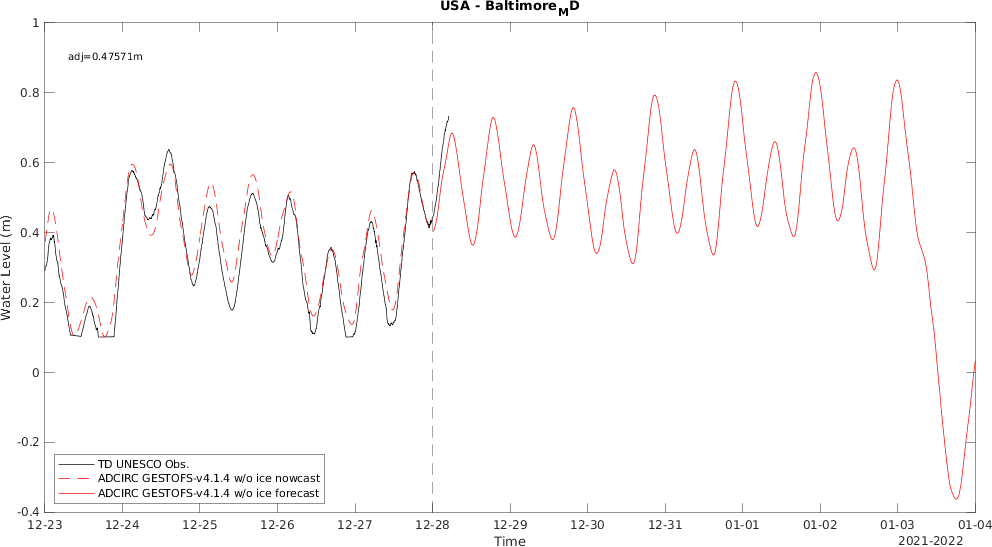 USA - Baltimore_MD
adj=0.47571m
Water Level (m)
1
0.8
0.6
0.4
0.2
0
-0.2
-0.4
TD UNESCO Obs.
ADCIRC GESTOFS-v4.1.4 w/o ice nowcast
ADCIRC GESTOFS-v4.1.4 w/o ice forecast
12-23 12-24 12-25 12-26 12-27 12-28 12-29 12-30 12-31 01-01 01-02 01-03 01-04
Time
2021-2022